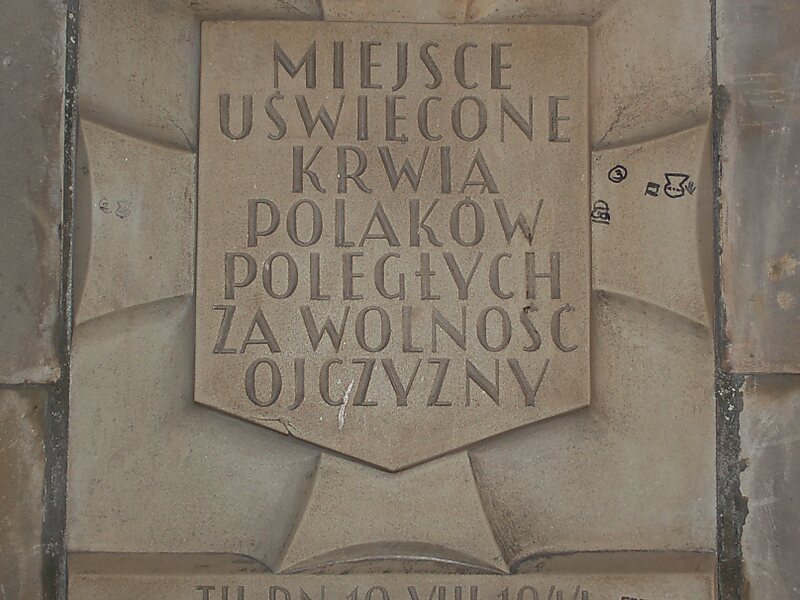 MIEJSCE
UŚWIĘCONE
KRWIĄ
POLAKÓW
POLEGŁYCH
ZA WOLNOŚĆ
OJCZYZNY